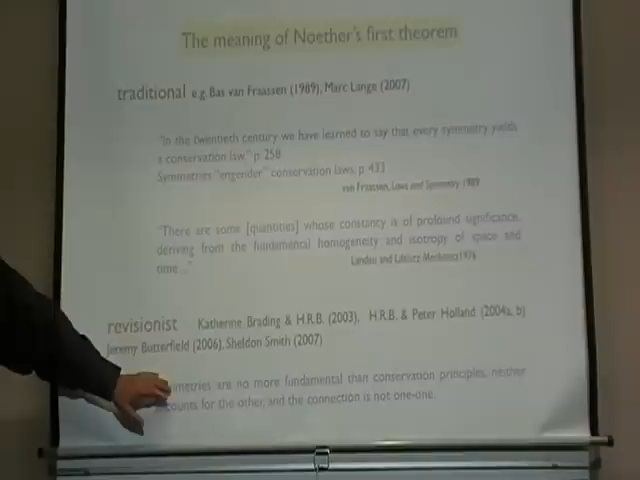 The meaning of Noether's first theorem
traditional e.g. Bas van Fraassen (1989), Marc Lange (2007)
"In the twentieth century we have learned to say that every symmetry yields
a conservation law." p. 258
Symmetries "engender" conservation laws, p. 433
van Fraassen, Laws and Symmetry 1989
"There are some [quantities] whose constancy is of profound significance,
deriving from the fundamental homogeneity and isotropy of space and
time ..."
Landau and Lifshitz Mechanics 1976
revisionist Katherine Brading & H.R.B. (2003), H.R.B. & Peter Holland (2004a, b)
Jeremy Butterfield (2006), Sheldon Smith (2007)
metries are no more fundamental than conservation principles, neither
counts for the other, and the connection is not one-one.